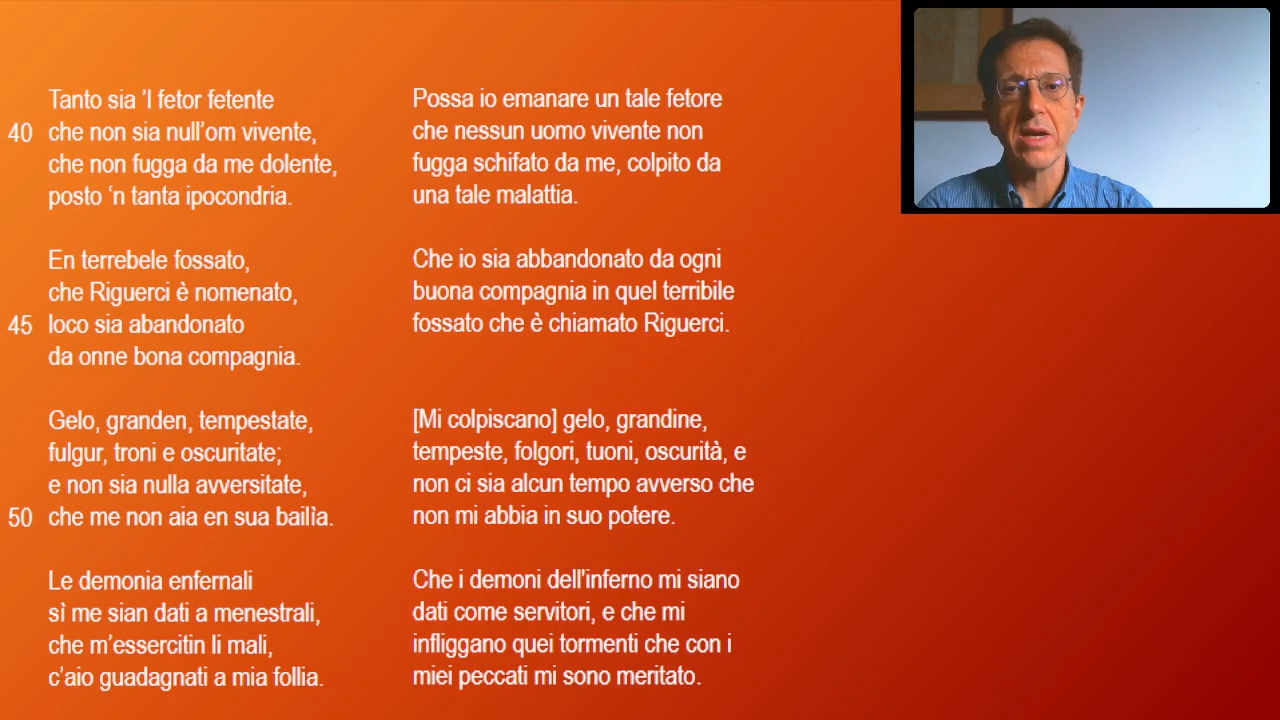 Tanto sia ’l fetor fetente
40 che non sia null’om vivente,
che non fugga da me dolente,
posto ‘n tanta ipocondria.
En terrebele fossato,
che Riguerci è nomenato,
45 loco sia abandonato
da onne bona compagnia.
Gelo, granden, tempestate,
fulgur, troni e oscuritate;
e non sia nulla avversitate,
50 che me non aia en sua bailìa.
Le demonia enfernali
sì me sian dati a menestrali,
che m’essercitin li mali,
c’aio guadagnati a mia follia.
Possa io emanare un tale fetore
che nessun uomo vivente non
fugga schifato da me, colpito da
una tale malattia.
Che io sia abbandonato da ogni
buona compagnia in quel terribile
fossato che è chiamato Riguerci.
[Mi colpiscano] gelo, grandine,
tempeste, folgori, tuoni, oscurità, e
non ci sia alcun tempo avverso che
non mi abbia in suo potere.
Che i demoni dell'inferno mi siano
dati come servitori, e che mi
infliggano quei tormenti che con i
miei peccati mi sono meritato.